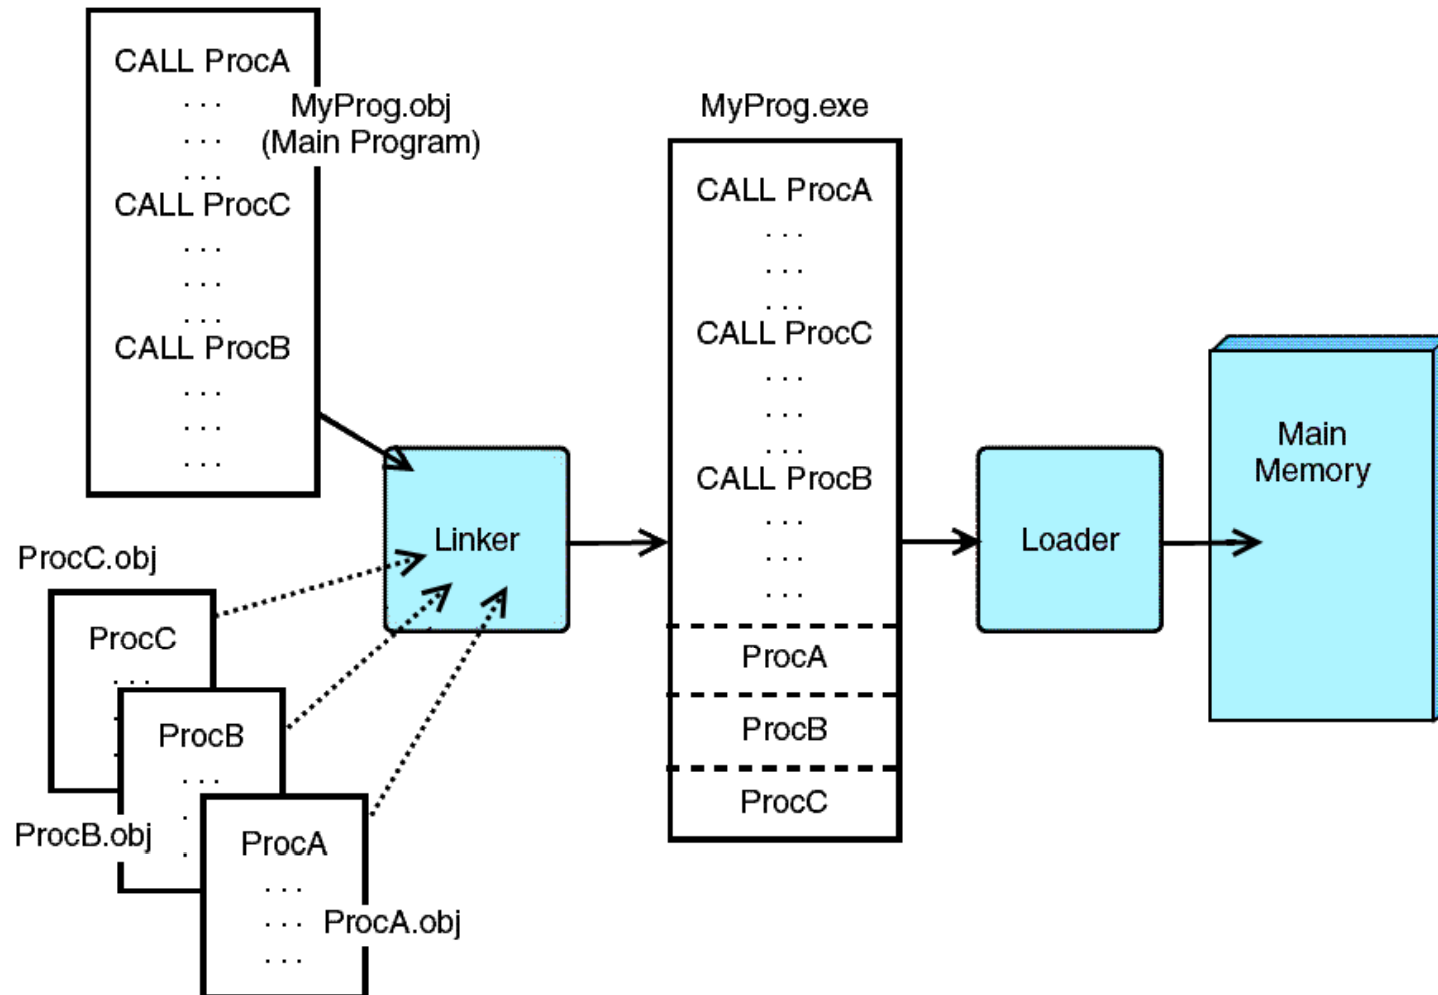 CALL ProcA
. . .
MyProg.obj
(Main Program)
. . .
. . .
CALL ProcC
. . .
. . .
. . .
CALL ProcB
. . .
. . .
. . .
ProcC.obj
ProcC
. . .
ProcB
. . .
ProcB.obj
ProcA
. . .
. . .
ProcA.obj
. . .
Linker
MyProg.exe
CALL ProcA
. . .
. . .
. . .
CALL ProcC
. . .
. . .
. . .
CALL ProcB
. . .
. . .
. . .
ProcA
ProcB
ProcC
Loader
Main
Memory